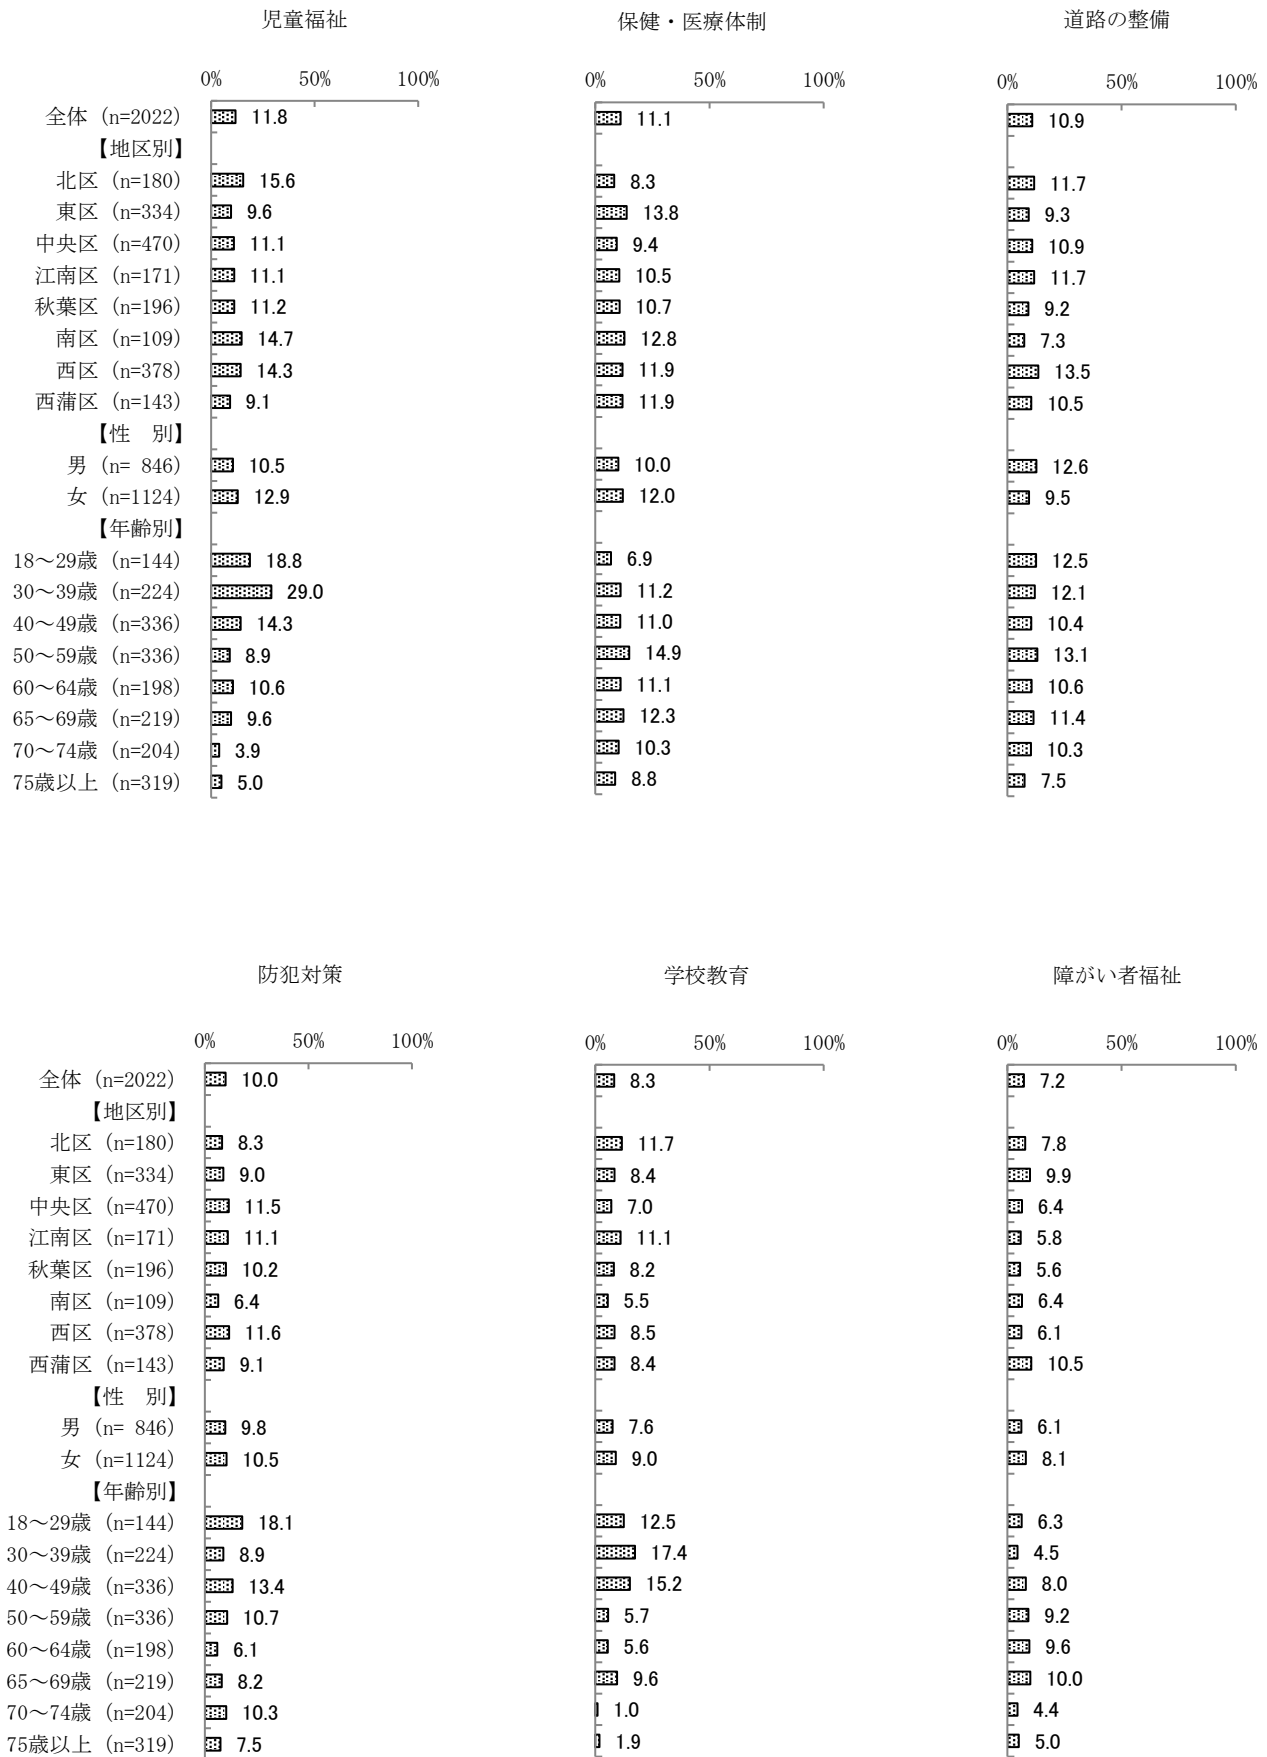 児童福祉 保健・医療体制 道路の整備
0% 50% 100% 0% 50% 100% 0% 50% 100%
全体 (n=2022) 11.8 11.1 10.9
【地区別】
北区 (n=180) 15.6 8.3 11.7
東区 (n=334) 9.6 13.8 9.3
中央区 (n=470) 11.1 9.4 10.9
江南区 (n=171) 11.1 10.5 11.7
秋葉区 (n=196) 11.2 10.7 9.2
南区 (n=109) 14.7 12.8 7.3
西区 (n=378) 14.3 11.9 13.5
西蒲区 (n=143) 9.1 11.9 10.5
【性　別】
男 (n= 846) 10.5 10.0 12.6
女 (n=1124) 12.9 12.0 9.5
【年齢別】
18～29歳 (n=144) 18.8 6.9 12.5
30～39歳 (n=224) 29.0 11.2 12.1
40～49歳 (n=336) 14.3 11.0 10.4
50～59歳 (n=336) 8.9 14.9 13.1
60～64歳 (n=198) 10.6 11.1 10.6
65～69歳 (n=219) 9.6 12.3 11.4
70～74歳 (n=204) 3.9 10.3 10.3
75歳以上 (n=319) 5.0 8.8 7.5
防犯対策 学校教育 障がい者福祉
0% 50% 100% 0% 50% 100% 0% 50% 100%
全体 (n=2022) 10.0 8.3 7.2
【地区別】
北区 (n=180) 8.3 11.7 7.8
東区 (n=334) 9.0 8.4 9.9
中央区 (n=470) 11.5 7.0 6.4
江南区 (n=171) 11.1 11.1 5.8
秋葉区 (n=196) 10.2 8.2 5.6
南区 (n=109) 6.4 5.5 6.4
西区 (n=378) 11.6 8.5 6.1
西蒲区 (n=143) 9.1 8.4 10.5
【性　別】
男 (n= 846) 9.8 7.6 6.1
女 (n=1124) 10.5 9.0 8.1
【年齢別】
18～29歳 (n=144) 18.1 12.5 6.3
30～39歳 (n=224) 8.9 17.4 4.5
40～49歳 (n=336) 13.4 15.2 8.0
50～59歳 (n=336) 10.7 5.7 9.2
60～64歳 (n=198) 6.1 5.6 9.6
65～69歳 (n=219) 8.2 9.6 10.0
70～74歳 (n=204) 10.3 1.0 4.4
75歳以上 (n=319) 7.5 1.9 5.0